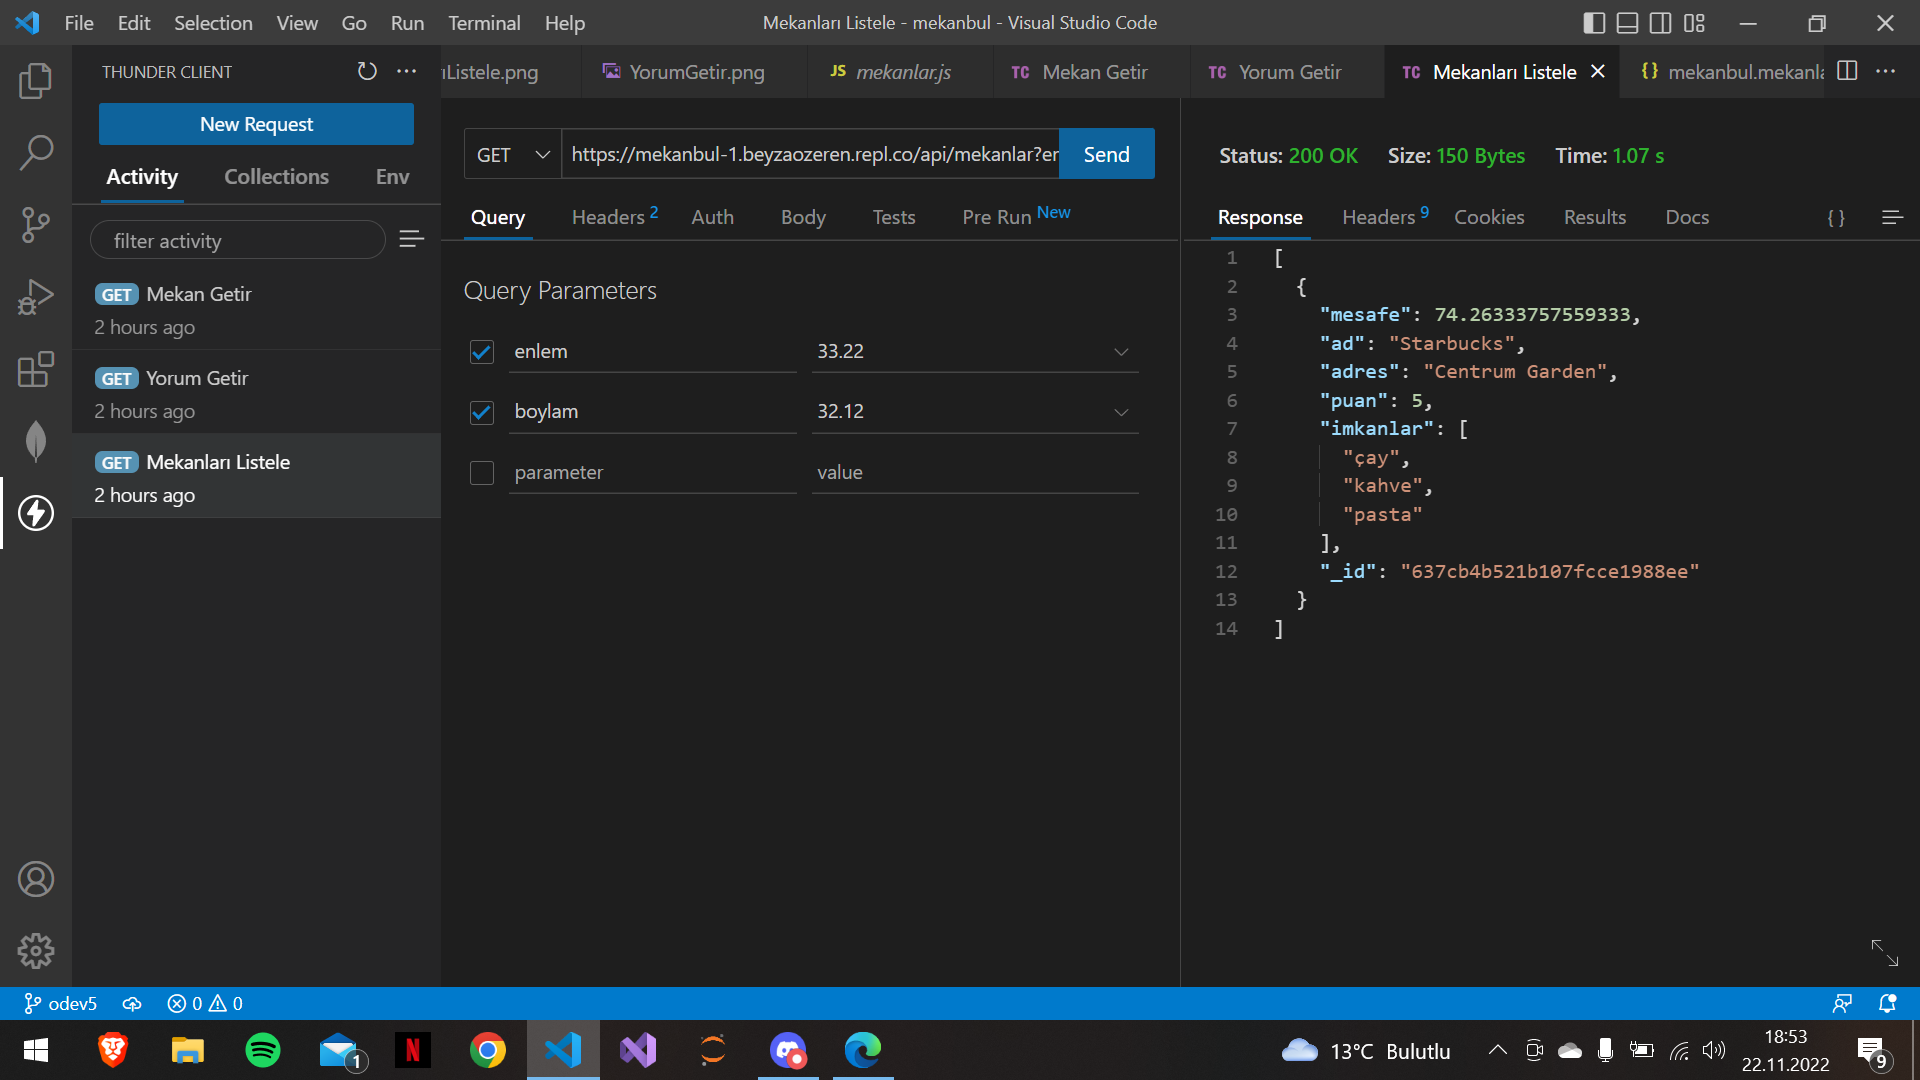 File Edit Selection View Go Run Terminal Help
Mekanları Listele - mekanbul - Visual Studio Code
THUNDER CLIENT
New Request
Activity Collections Env
filter activity
GET Mekan Getir
2 hours ago
GET Yorum Getir
2 hours ago
GET Mekanları Listele
2 hours ago
ıListele.png YorumGetir.png JS mekanlar.js TC Mekan Getir TC Yorum Getir TC Mekanları Listele {} mekanbul.mekanla
GET https://mekanbul-1.beyzaozeren.repl.co/api/mekanlar?en Send
Query Headers 2 Auth Body Tests Pre Run New
Query Parameters
enlem 33.22
boylam 32.12
parameter value
Status: 200 OK Size: 150 Bytes Time: 1.07 s
Response Headers 9 Cookies Results Docs { }
1 [
2 {
3 "mesafe": 74.26333757559333,
4 "ad": "Starbucks",
5 "adres": "Centrum Garden",
6 "puan": 5,
7 "imkanlar": [
8 "çay",
9 "kahve",
10 "pasta"
11 ],
12 "_id": "637cb4b521b107fcce1988ee"
13 }
14 ]
odev5 0 0
1 N 13°C Bulutlu 18:53
22.11.2022 9